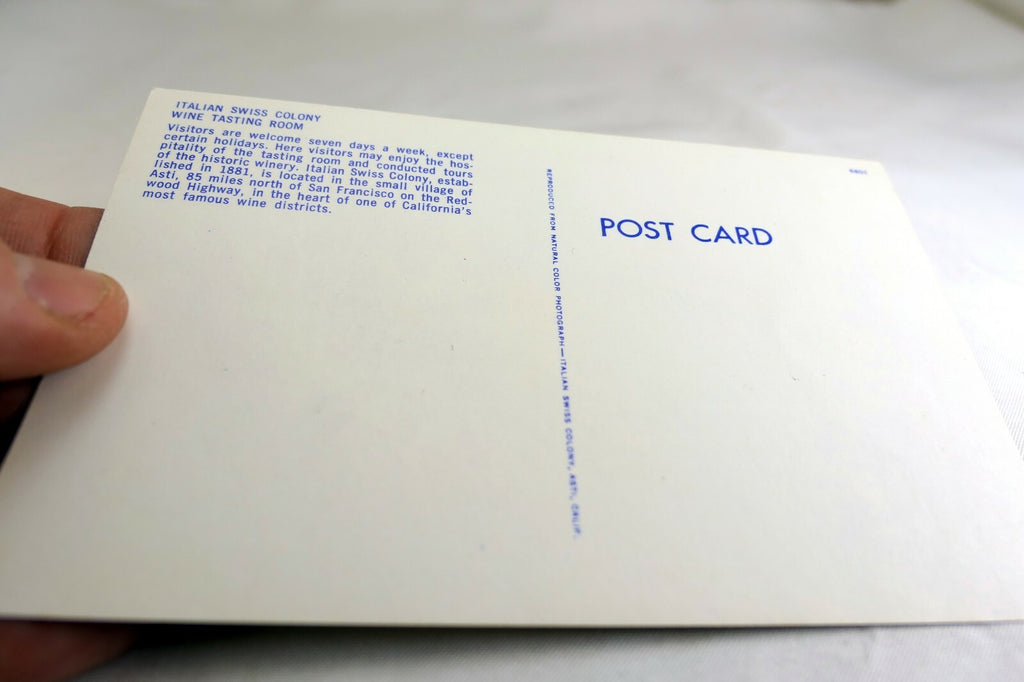 ITALIAN SWISS COLONY
WINE TASTING ROOM
Visitors are welcome seven days a week, except
certain holidays. Here visitors may enjoy the hos-
pitality of the tasting room and conducted tours
of the historic winery. Italian Swiss Colony, estab-
lished in 1881, is located in the small village of
Asti, 85 miles north of San Francisco on the Red-
wood Highway, in the heart of one of California's
most famous wine districts.
REPRODUCED FROM NATURAL COLOR PHOTOGRAPH—ITALIAN SWISS COLONY, ASTI, CALIF.
POST CARD